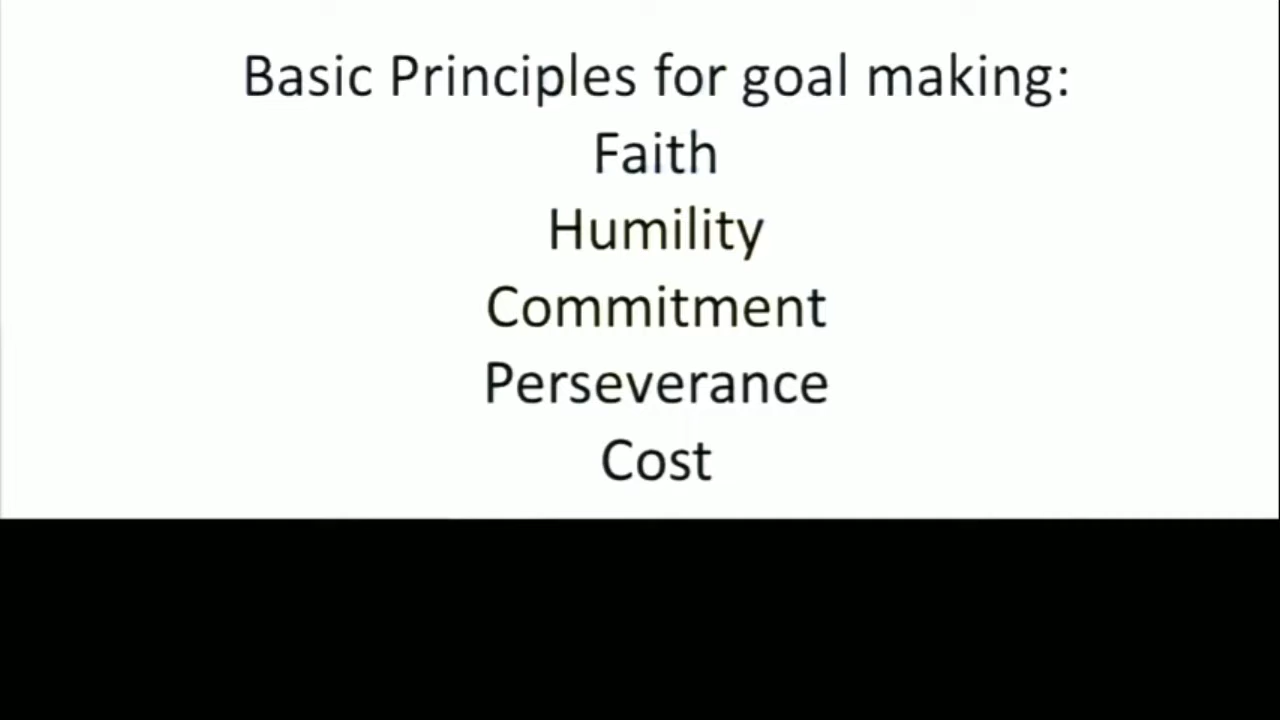 Basic Principles for goal making:
Faith
Humility
Commitment
Perseverance
Cost